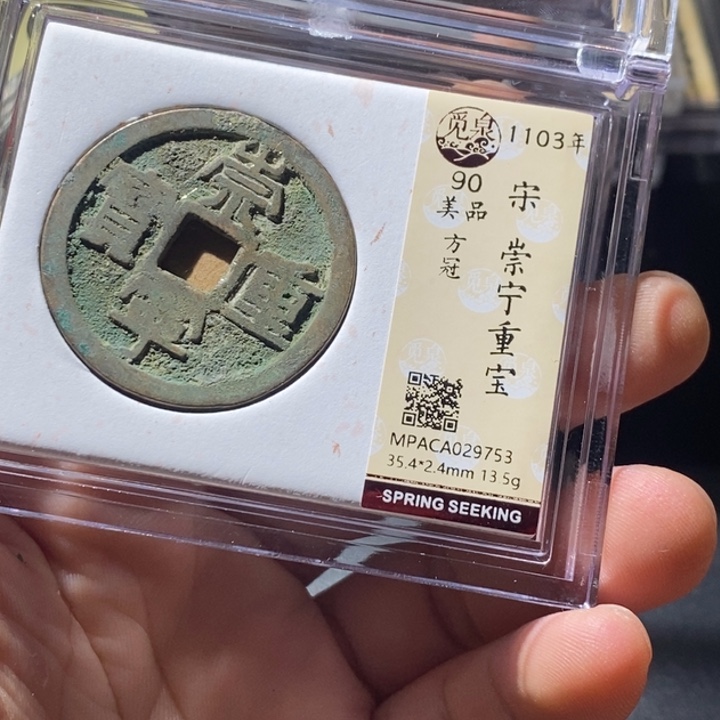 崇
寧
重
寶
觅泉
1103年
90
美品
方冠
宋
崇宁重宝
MPACA029753
35.4*2.4mm 13.5g
SPRING SEEKING